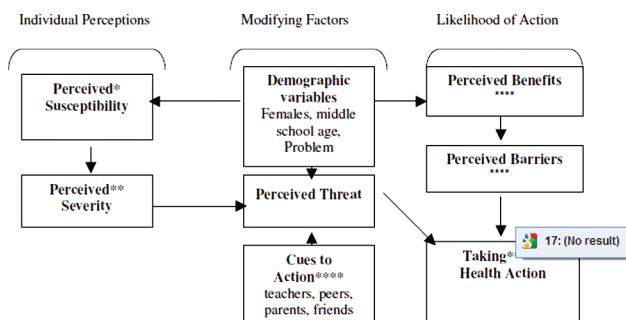 Individual Perceptions
Modifying Factors
Likelihood of Action
Perceived*
Susceptibility
Demographic
variables
Females, middle
school age,
Problem
Perceived Benefits
****
Perceived Barriers
****
Perceived**
Severity
Perceived Threat
Cues to
Action****
teachers, peers,
parents, friends
Taking*
Health Action
17: (No result)